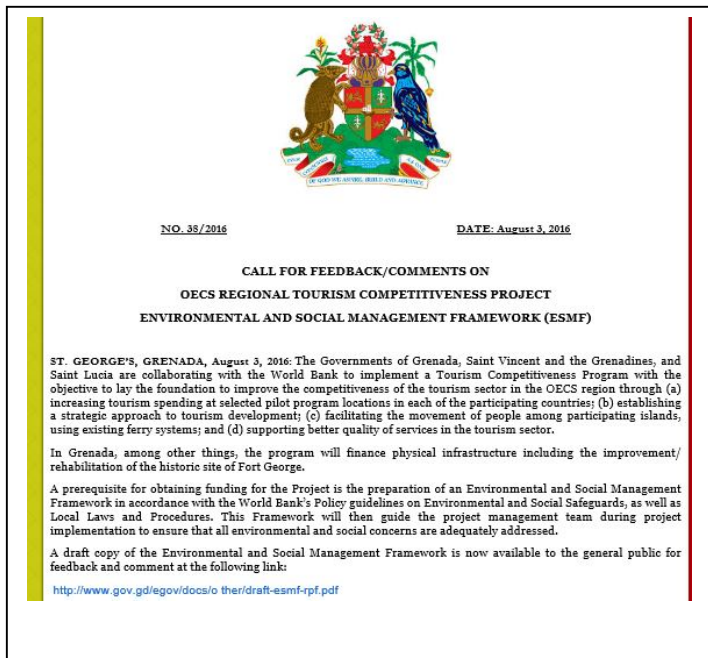 OF GOD WE ASPIRE, BUILD AND ADVANCE
NO. 38/2016 DATE: August 3, 2016
CALL FOR FEEDBACK/COMMENTS ON
OECS REGIONAL TOURISM COMPETITIVENESS PROJECT
ENVIRONMENTAL AND SOCIAL MANAGEMENT FRAMEWORK (ESMF)
ST. GEORGE'S, GRENADA, August 3, 2016: The Governments of Grenada, Saint Vincent and the Grenadines, and
Saint Lucia are collaborating with the World Bank to implement a Tourism Competitiveness Program with the
objective to lay the foundation to improve the competitiveness of the tourism sector in the OECS region through (a)
increasing tourism spending at selected pilot program locations in each of the participating countries; (b) establishing
a strategic approach to tourism development; (c) facilitating the movement of people among participating islands,
using existing ferry systems; and (d) supporting better quality of services in the tourism sector.
In Grenada, among other things, the program will finance physical infrastructure including the improvement/
rehabilitation of the historic site of Fort George.
A prerequisite for obtaining funding for the Project is the preparation of an Environmental and Social Management
Framework in accordance with the World Bank's Policy guidelines on Environmental and Social Safeguards, as well as
Local Laws and Procedures. This Framework will then guide the project management team during project
implementation to ensure that all environmental and social concerns are adequately addressed.
A draft copy of the Environmental and Social Management Framework is now available to the general public for
feedback and comment at the following link:
http://www.gov.gd/egov/docs/o ther/draft-esmf-rpf.pdf